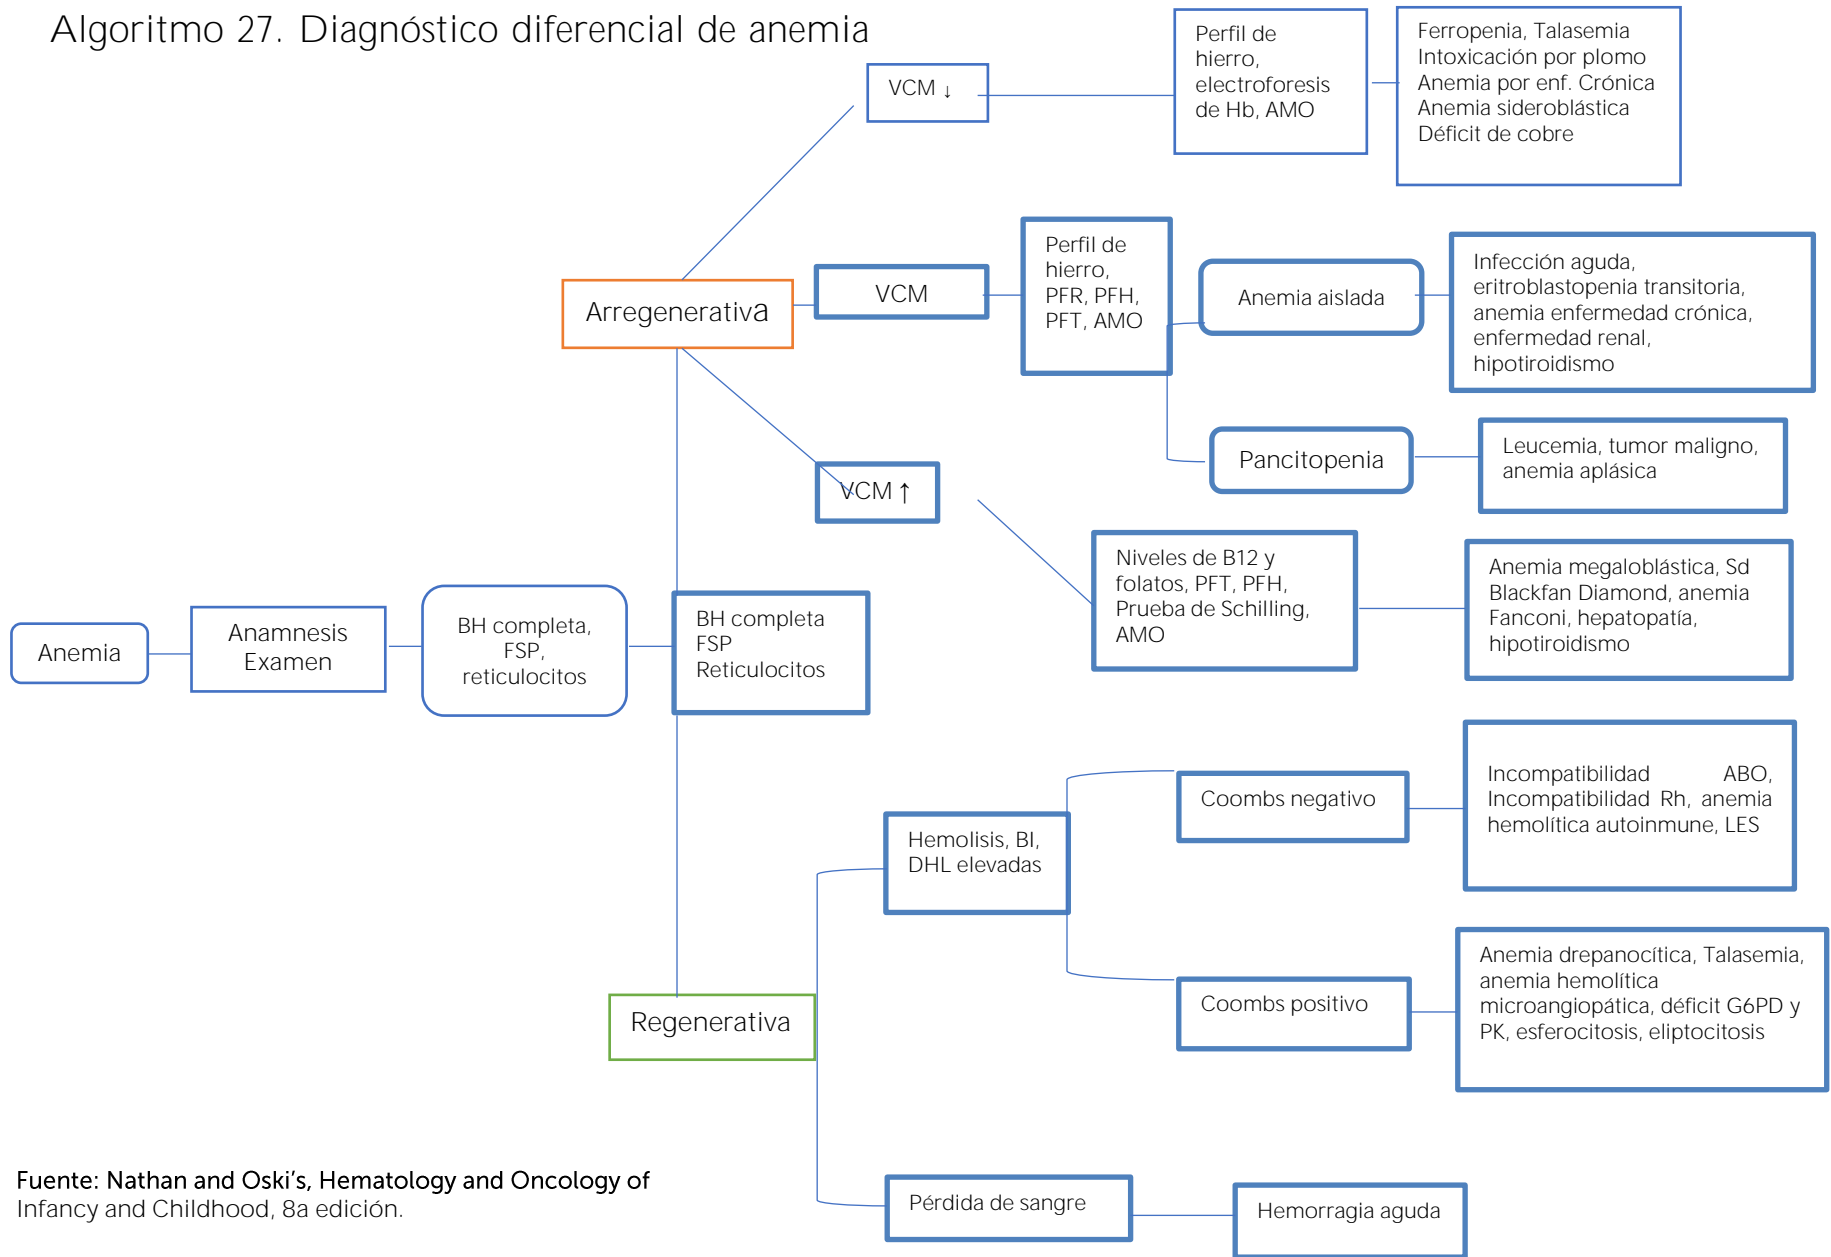 Algoritmo 27. Diagnóstico diferencial de anemia
VCM ↓
Perfil de
hierro,
electroforesis
de Hb, AMO
Ferropenia, Talasemia
Intoxicación por plomo
Anemia por enf. Crónica
Anemia sideroblástica
Déficit de cobre
Arregenerativa
VCM
Perfil de
hierro,
PFR, PFH,
PFT, AMO
Anemia aislada
Infección aguda,
eritroblastopenia transitoria,
anemia enfermedad crónica,
enfermedad renal,
hipotiroidismo
Pancitopenia
Leucemia, tumor maligno,
anemia aplásica
VCM ↑
Niveles de B12 y
folatos, PFT, PFH,
Prueba de Schilling,
AMO
Anemia megaloblástica, Sd
Blackfan Diamond, anemia
Fanconi, hepatopatía,
hipotiroidismo
Anemia
Anamnesis
Examen
BH completa,
FSP,
reticulocitos
BH completa
FSP
Reticulocitos
Regenerativa
Hemolisis, BI,
DHL elevadas
Coombs negativo
Incompatibilidad ABO,
Incompatibilidad Rh, anemia
hemolítica autoinmune, LES
Coombs positivo
Anemia drepanocítica, Talasemia,
anemia hemolítica
microangiopática, déficit G6PD y
PK, esferocitosis, eliptocitosis
Pérdida de sangre
Hemorragia aguda
Fuente: Nathan and Oski's, Hematology and Oncology of
Infancy and Childhood, 8a edición.